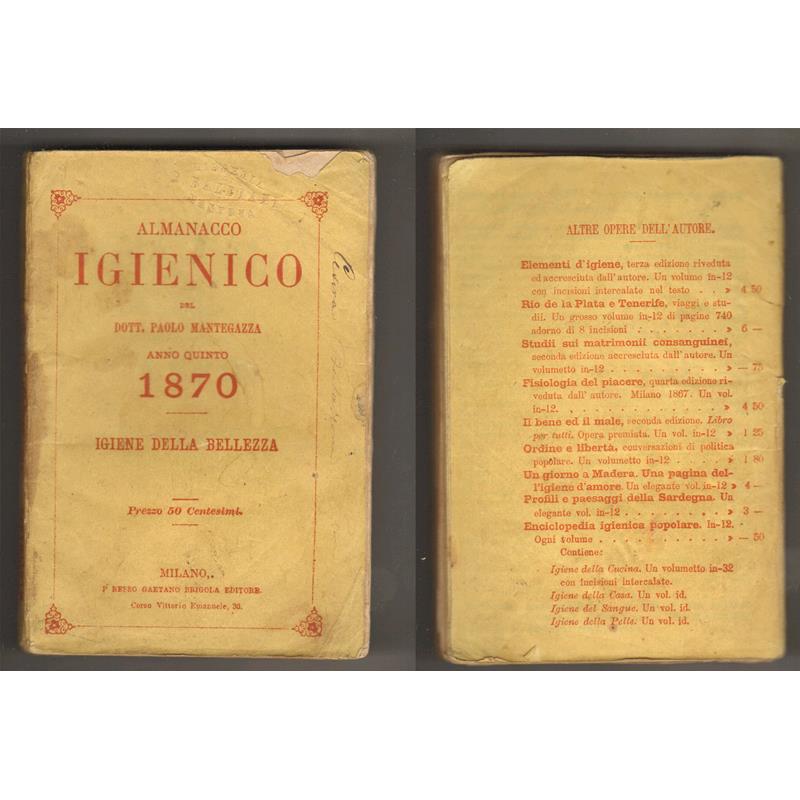 ALMANACCO
IGIENICO
DEL
DOTT. PAOLO MANTEGAZZA
ANNO QUINTO
1870
IGIENE DELLA BELLEZZA
Prezzo 50 Centesimi.
MILANO,
PRESSO GAETANO BRIGOLA EDITORE.
Corso Vittorio Emanuele, 26.
ALTRE OPERE DELL'AUTORE.
Elementi d'igiene, terza edizione riveduta
ed accresciuta dall'autore. Un volume in-12
con incisioni intercalate nel testo . . » 4 50
Rio de la Plata e Tenerife, viaggi e stu-
dii. Un grosso volume in-12 di pagine 740
adorno di 8 incisioni . . . . . . . » 6 —
Studii sui matrimonii consanguinei,
seconda edizione accresciuta dall'autore. Un
volumetto in-12 . . . . . . . . » — 75
Fisiologia del piacere, quarta edizione ri-
veduta dall'autore. Milano 1867. Un vol.
in-12. . . . . . . . . . . . » 4 50
Il bene ed il male, seconda edizione. Libro
per tutti. Opera premiata. Un vol. in-12 » 1 25
Ordine e libertà, conversazioni di politica
popolare. Un volumetto in-12 . . . . » 1 80
Un giorno a Madera. Una pagina del-
l'igiene d'amore. Un elegante vol. in-12 » 4 —
Profili e paesaggi della Sardegna. Un
elegante vol. in-12 . . . . . . . » 3 —
Enciclopedia igienica popolare. In-12.
Ogni volume . . . . . . . . . » — 50
Contiene:
Igiene della Cucina. Un volumetto in-32
con incisioni intercalate.
Igiene della Casa. Un vol. id.
Igiene del Sangue. Un vol. id.
Igiene della Pelle. Un vol. id.